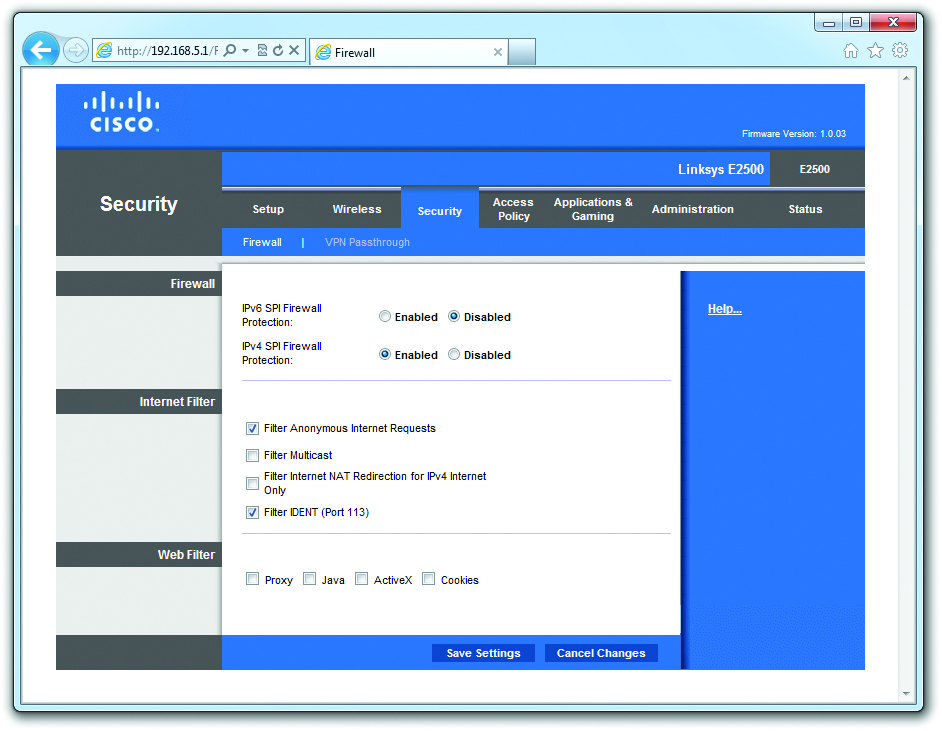 http://192.168.5.1/F
Firewall
CISCO.
Firmware Version: 1.0.03
Linksys E2500
E2500
Security
Setup
Wireless
Security
Access
Policy
Applications &
Gaming
Administration
Status
Firewall | VPN Passthrough
Firewall
IPv6 SPI Firewall
Protection:
Enabled
Disabled
IPv4 SPI Firewall
Protection:
Enabled
Disabled
Help...
Internet Filter
Filter Anonymous Internet Requests
Filter Multicast
Filter Internet NAT Redirection for IPv4 Internet
Only
Filter IDENT (Port 113)
Web Filter
Proxy
Java
ActiveX
Cookies
Save Settings
Cancel Changes